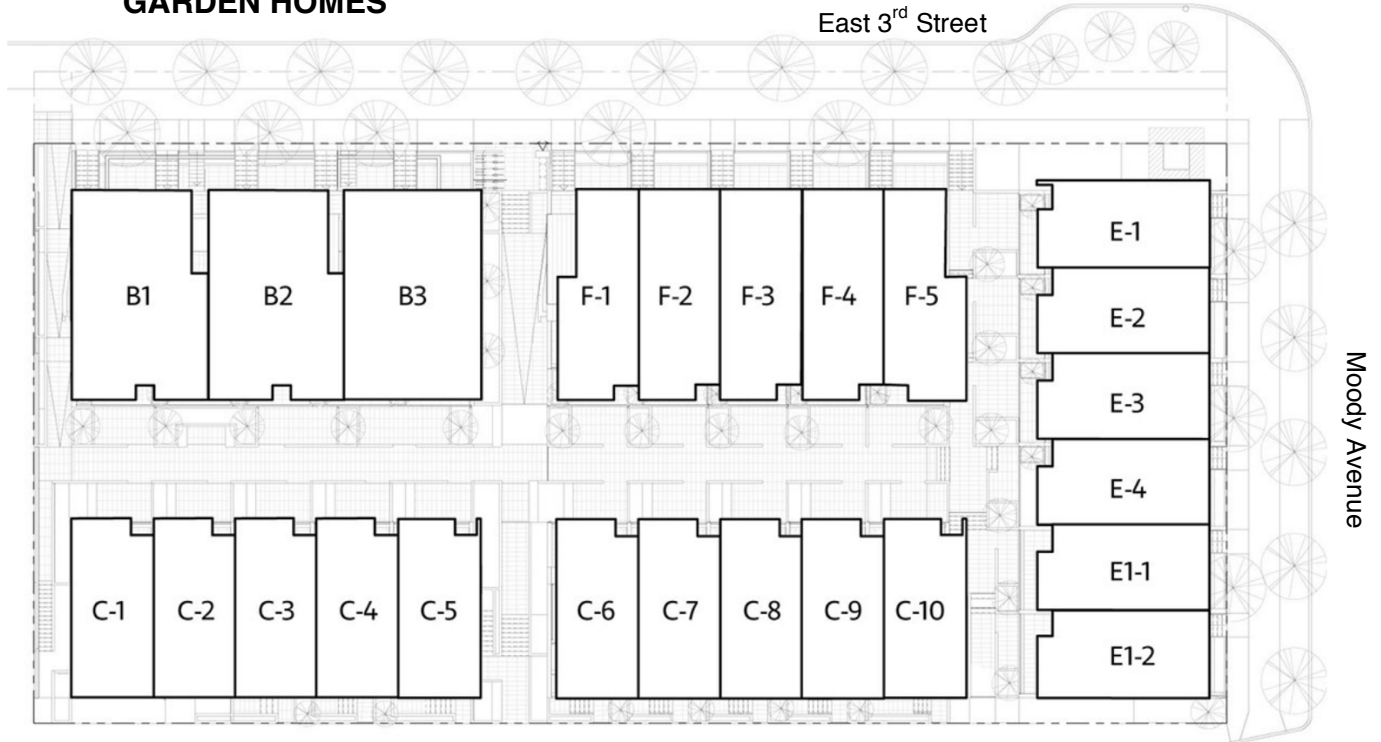 GARDEN HOMES
East 3rd Street
B1
B2
B3
F-1
F-2
F-3
F-4
F-5
E-1
E-2
E-3
E-4
E1-1
E1-2
Moody Avenue
C-1
C-2
C-3
C-4
C-5
C-6
C-7
C-8
C-9
C-10